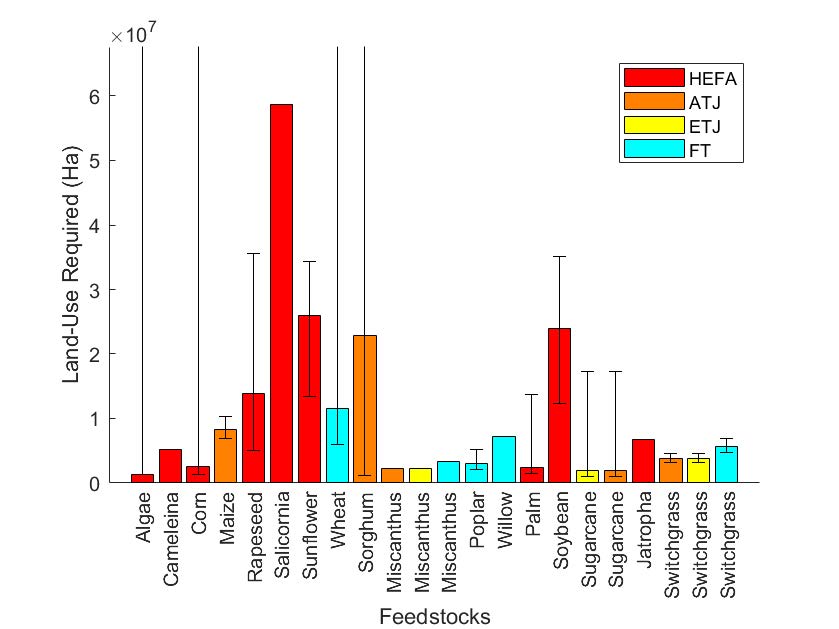 ×10^7
6
5
4
3
2
1
0
Land-Use Required (Ha)
HEFA
ATJ
ETJ
FT
Algae
Cameleina
Corn
Maize
Rapeseed
Salicornia
Sunflower
Wheat
Sorghum
Miscanthus
Miscanthus
Miscanthus
Poplar
Willow
Palm
Soybean
Sugarcane
Sugarcane
Jatropha
Switchgrass
Switchgrass
Switchgrass
Feedstocks